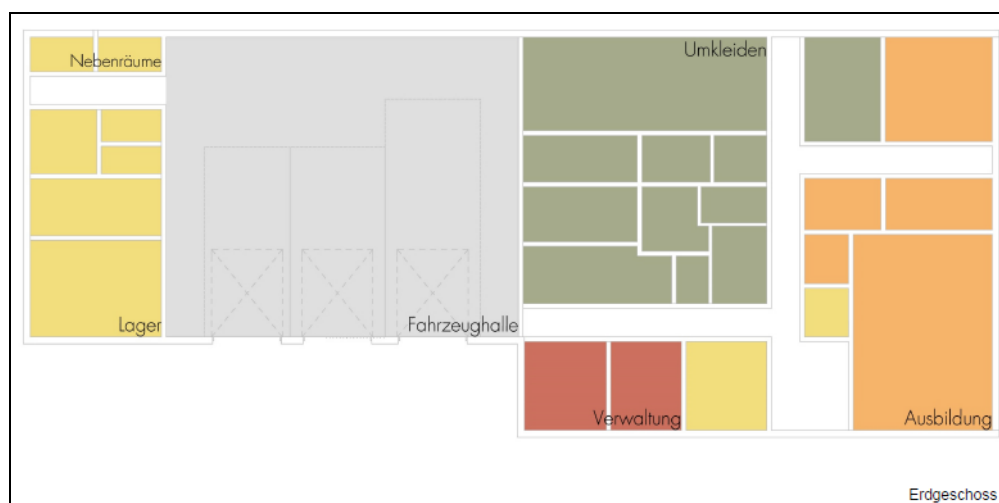 Nebenräume
Umkleiden
Lager
Fahrzeughalle
Verwaltung
Ausbildung
Erdgeschoss